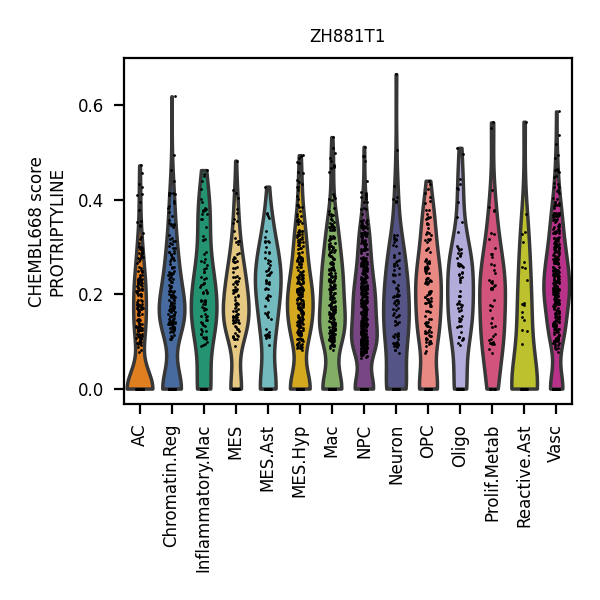 ZH881T1
CHEMBL668 score
PROTRIPTYLINE
0.6
0.4
0.2
0.0
AC
Chromatin.Reg
Inflammatory.Mac
MES
MES.Ast
MES.Hyp
Mac
NPC
Neuron
OPC
Oligo
Prolif.Metab
Reactive.Ast
Vasc